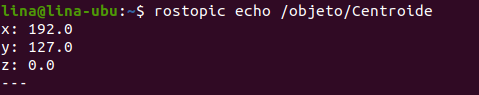 lina@lina-ubu:~$ rostopic echo /objeto/Centroide
x: 192.0
y: 127.0
z: 0.0
---